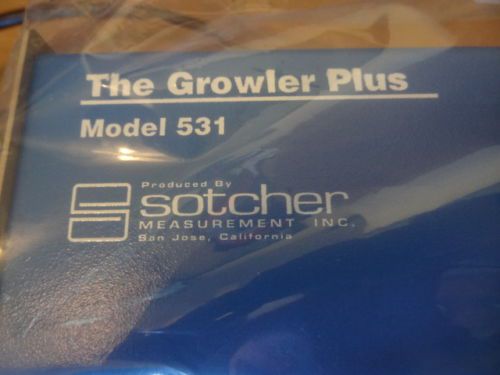 The Growler Plus
Model 531
Produced By
sotcher
MEASUREMENT INC.
San Jose, California